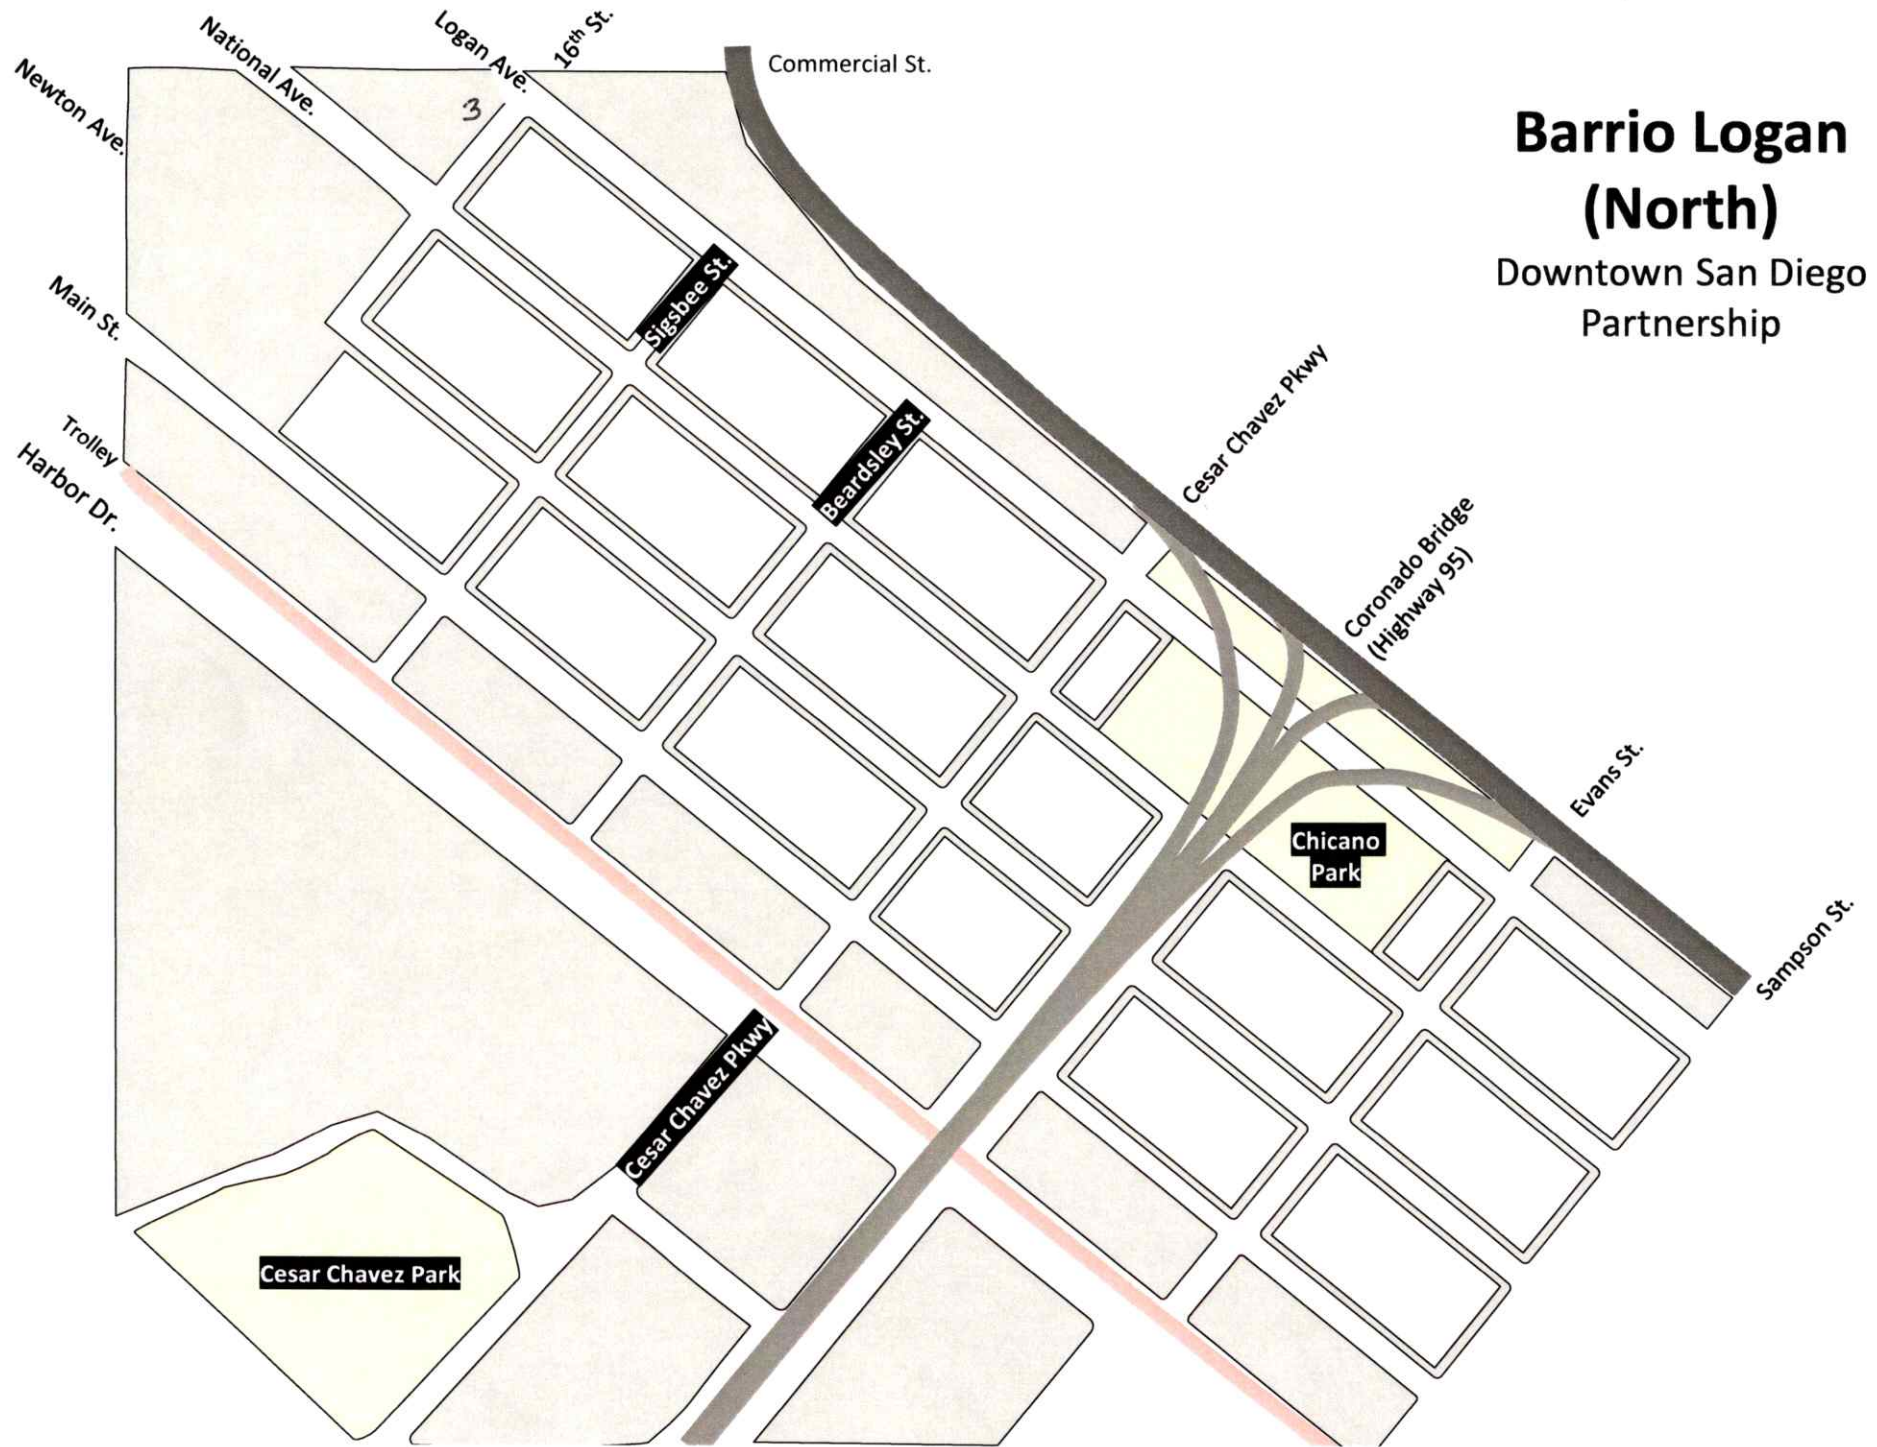 16th St.
Logan Ave.
National Ave.
Newton Ave.
Commercial St.
3
Barrio Logan
(North)
Downtown San Diego
Partnership
Sigsbee St.
Main St.
Beardsley St.
Cesar Chavez Pkwy
Trolley
Harbor Dr.
Coronado Bridge
(Highway 95)
Evans St.
Chicano
Park
Sampson St.
Cesar Chavez Pkwy
Cesar Chavez Park